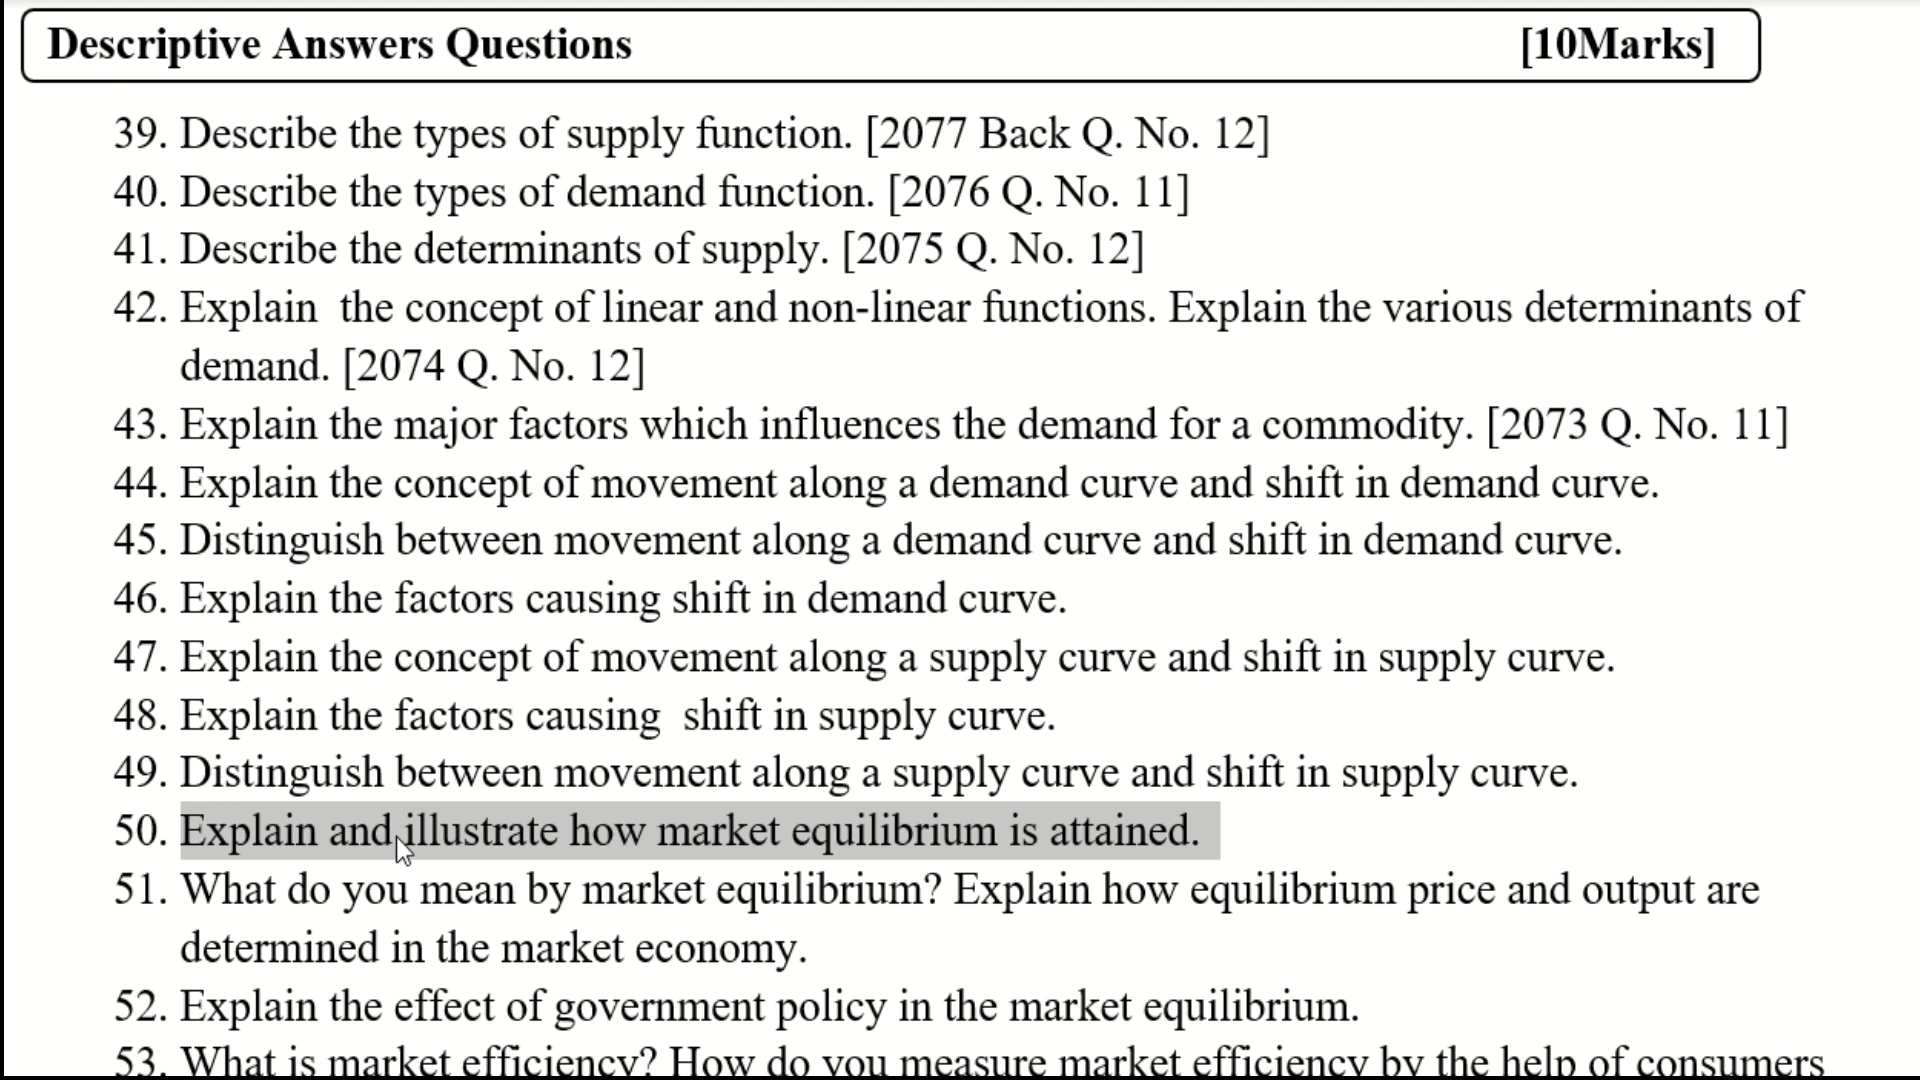 Descriptive Answers Questions [10Marks]
39. Describe the types of supply function. [2077 Back Q. No. 12]
40. Describe the types of demand function. [2076 Q. No. 11]
41. Describe the determinants of supply. [2075 Q. No. 12]
42. Explain  the concept of linear and non-linear functions. Explain the various determinants of
demand. [2074 Q. No. 12]
43. Explain the major factors which influences the demand for a commodity. [2073 Q. No. 11]
44. Explain the concept of movement along a demand curve and shift in demand curve.
45. Distinguish between movement along a demand curve and shift in demand curve.
46. Explain the factors causing shift in demand curve.
47. Explain the concept of movement along a supply curve and shift in supply curve.
48. Explain the factors causing  shift in supply curve.
49. Distinguish between movement along a supply curve and shift in supply curve.
50. Explain and illustrate how market equilibrium is attained.
51. What do you mean by market equilibrium? Explain how equilibrium price and output are
determined in the market economy.
52. Explain the effect of government policy in the market equilibrium.
53. What is market efficiency? How do you measure market efficiency by the help of consumers